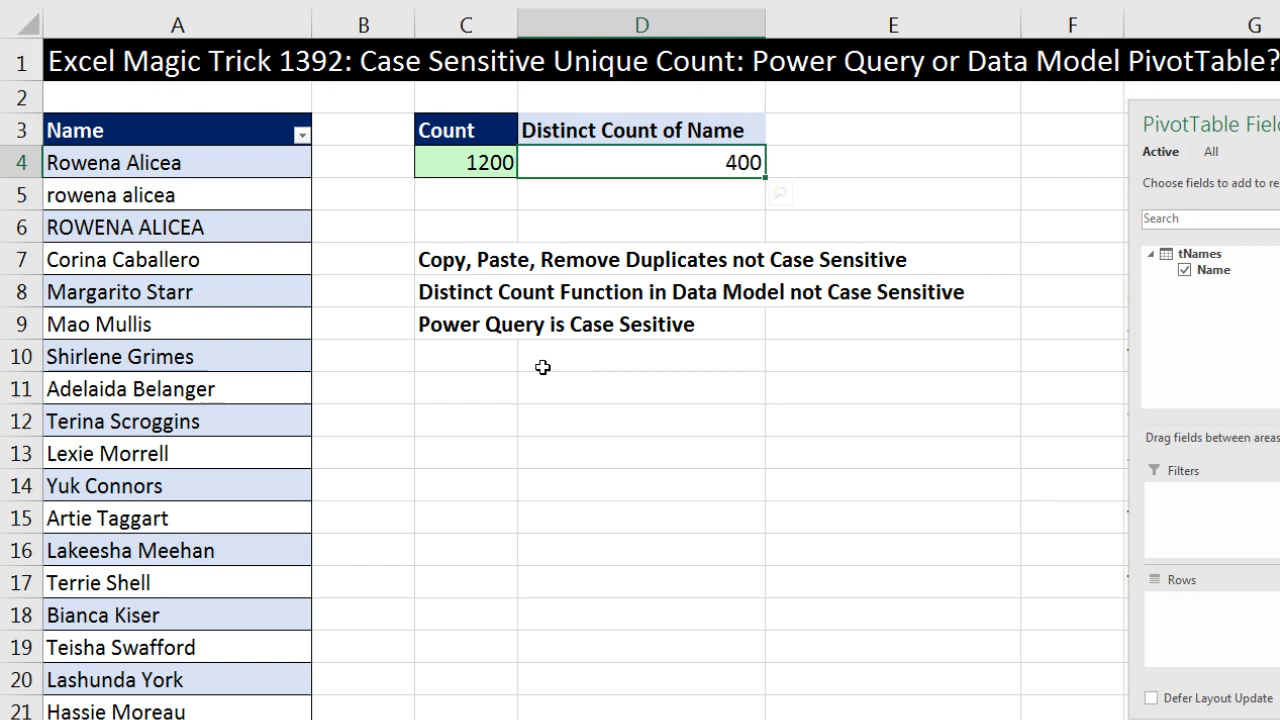 A B C D E F G
1 Excel Magic Trick 1392: Case Sensitive Unique Count: Power Query or Data Model PivotTable?
2
3 Name Count Distinct Count of Name
4 Rowena Alicea 1200 400
5 rowena alicea
6 ROWENA ALICEA
7 Corina Caballero Copy, Paste, Remove Duplicates not Case Sensitive
8 Margarito Starr Distinct Count Function in Data Model not Case Sensitive
9 Mao Mullis Power Query is Case Sesitive
10 Shirlene Grimes
11 Adelaida Belanger
12 Terina Scroggins
13 Lexie Morrell
14 Yuk Connors
15 Artie Taggart
16 Lakeesha Meehan
17 Terrie Shell
18 Bianca Kiser
19 Teisha Swafford
20 Lashunda York
21 Hassie Moreau
PivotTable Fiel
Active All
Choose fields to add to re
Search
tNames
Name
Drag fields between areas
Filters
Rows
Defer Layout Update